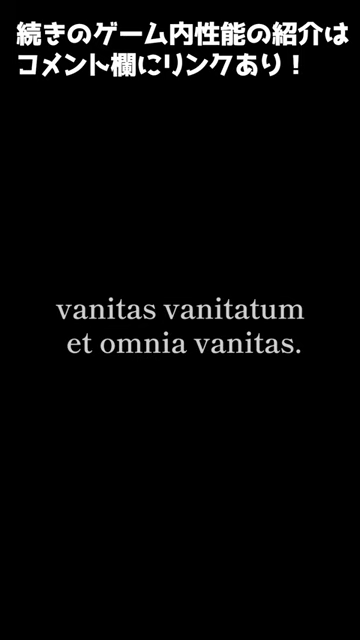 続きのゲーム内性能の紹介は
コメント欄にリンクあり！
vanitas vanitatum
et omnia vanitas.